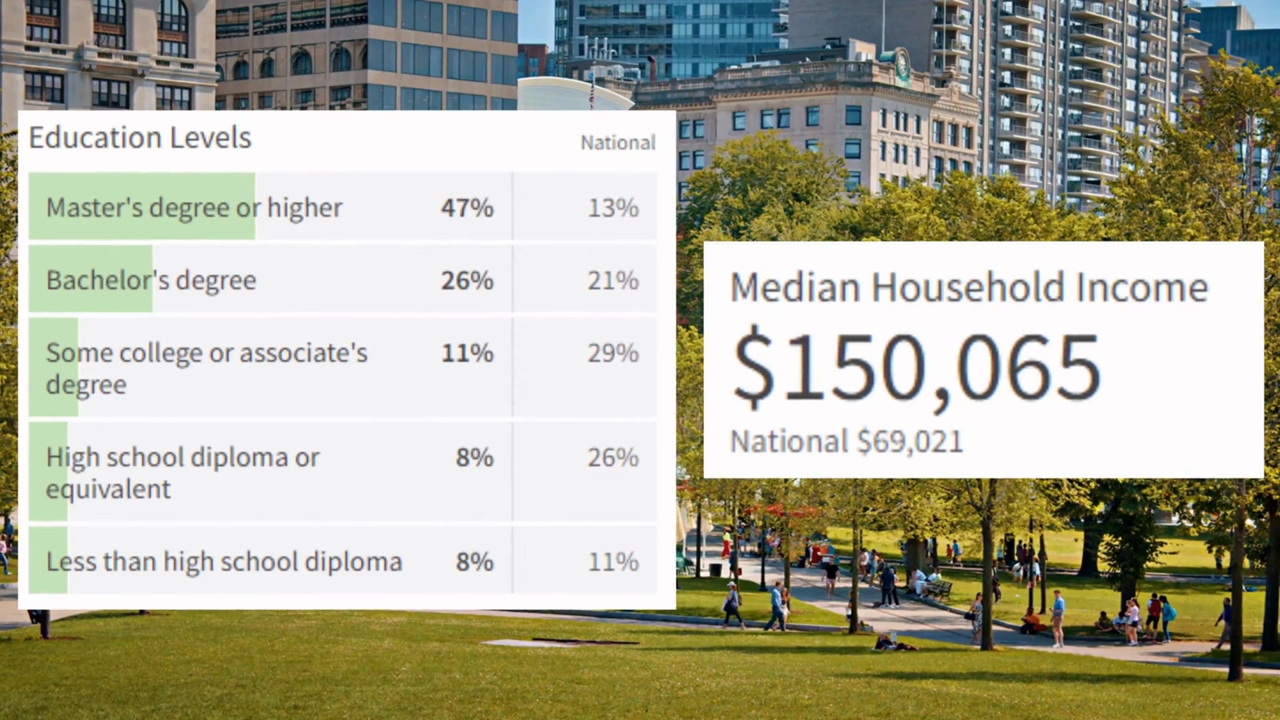 Education Levels
National
Master's degree or higher 47% 13%
Bachelor's degree 26% 21%
Some college or associate's 11% 29%
degree
High school diploma or 8% 26%
equivalent
Less than high school diploma 8% 11%
Median Household Income
$150,065
National $69,021